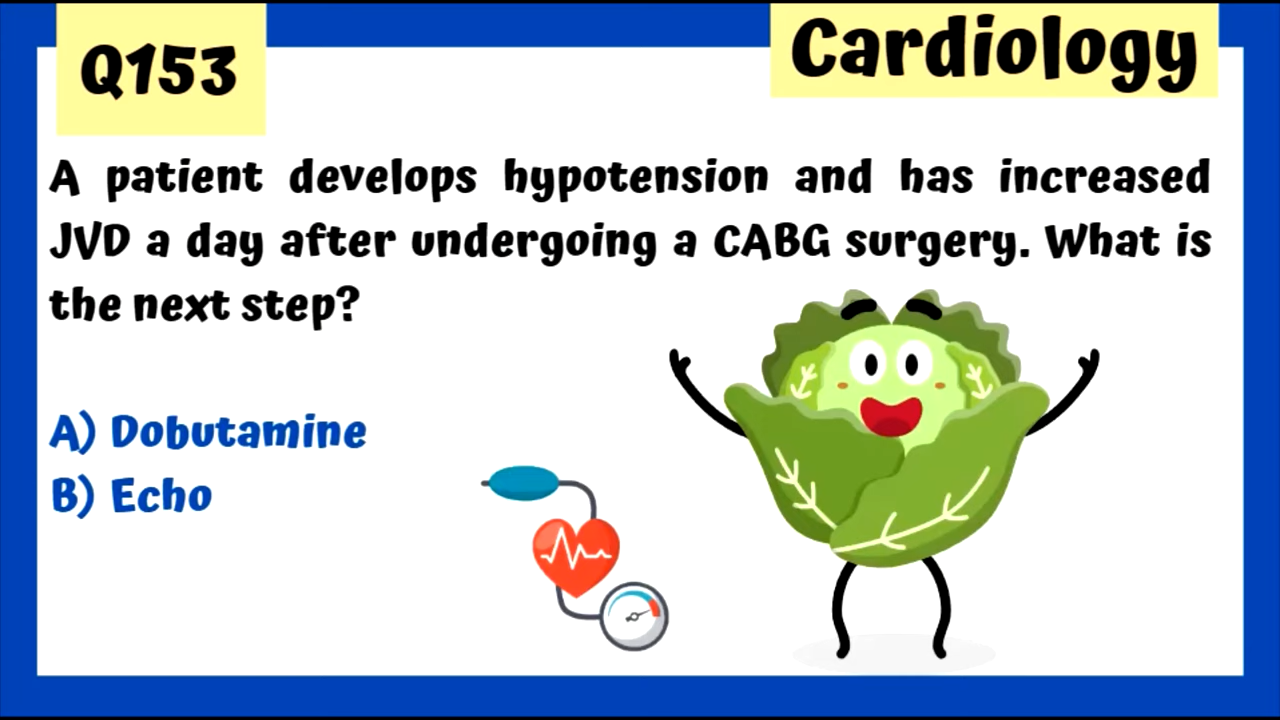 Q153
Cardiology
A patient develops hypotension and has increased
JVD a day after undergoing a CABG surgery. What is
the next step?
A) Dobutamine
B) Echo